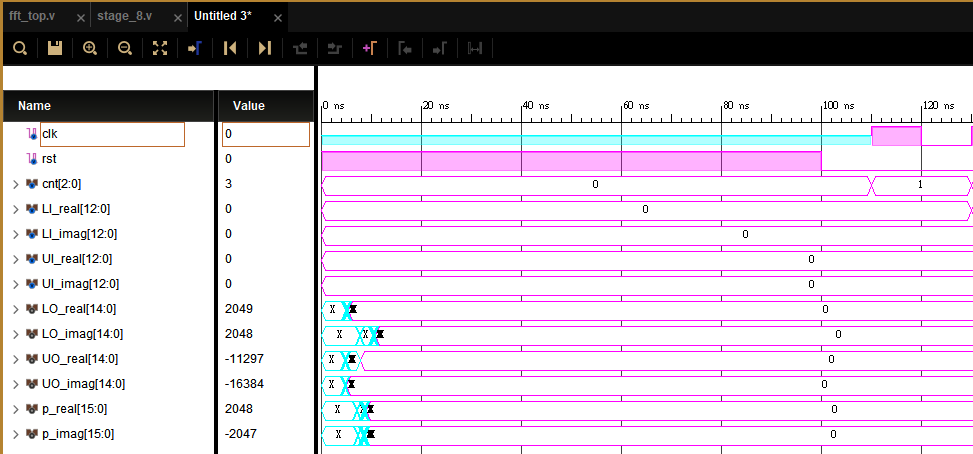 fft_top.v × stage_8.v × Untitled 3* ×
Name Value 0 ns 20 ns 40 ns 60 ns 80 ns 100 ns 120 ns
clk 0
rst 0
cnt[2:0] 3 0 1
LI_real[12:0] 0 0
LI_imag[12:0] 0 0
UI_real[12:0] 0 0
UI_imag[12:0] 0 0
LO_real[14:0] 2049 X 0
LO_imag[14:0] 2048 X X 0
UO_real[14:0] -11297 X 0
UO_imag[14:0] -16384 X 0
p_real[15:0] 2048 X 0
p_imag[15:0] -2047 X 0